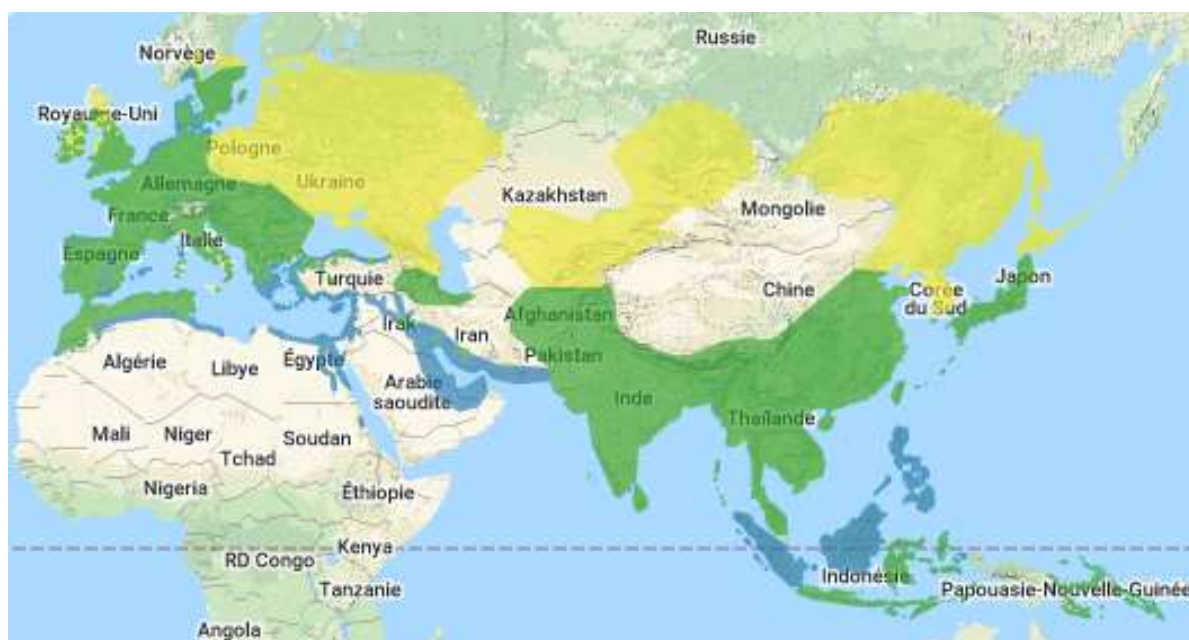 Russie
Norvège
Royaume-Uni
Pologne
Allemagne
Ukraine
Kazakhstan
Mongolie
France
Italie
Espagne
Turquie
Chine
Corée
du Sud
Japon
Afghanistan
Irak
Iran
Pakistan
Algérie
Libye
Égypte
Arabie
saoudite
Inde
Thaïlande
Mali
Niger
Soudan
Tchad
Nigeria
Éthiopie
Kenya
RD Congo
Indonésie
Tanzanie
Papouasie-Nouvelle-Guinée
Angola